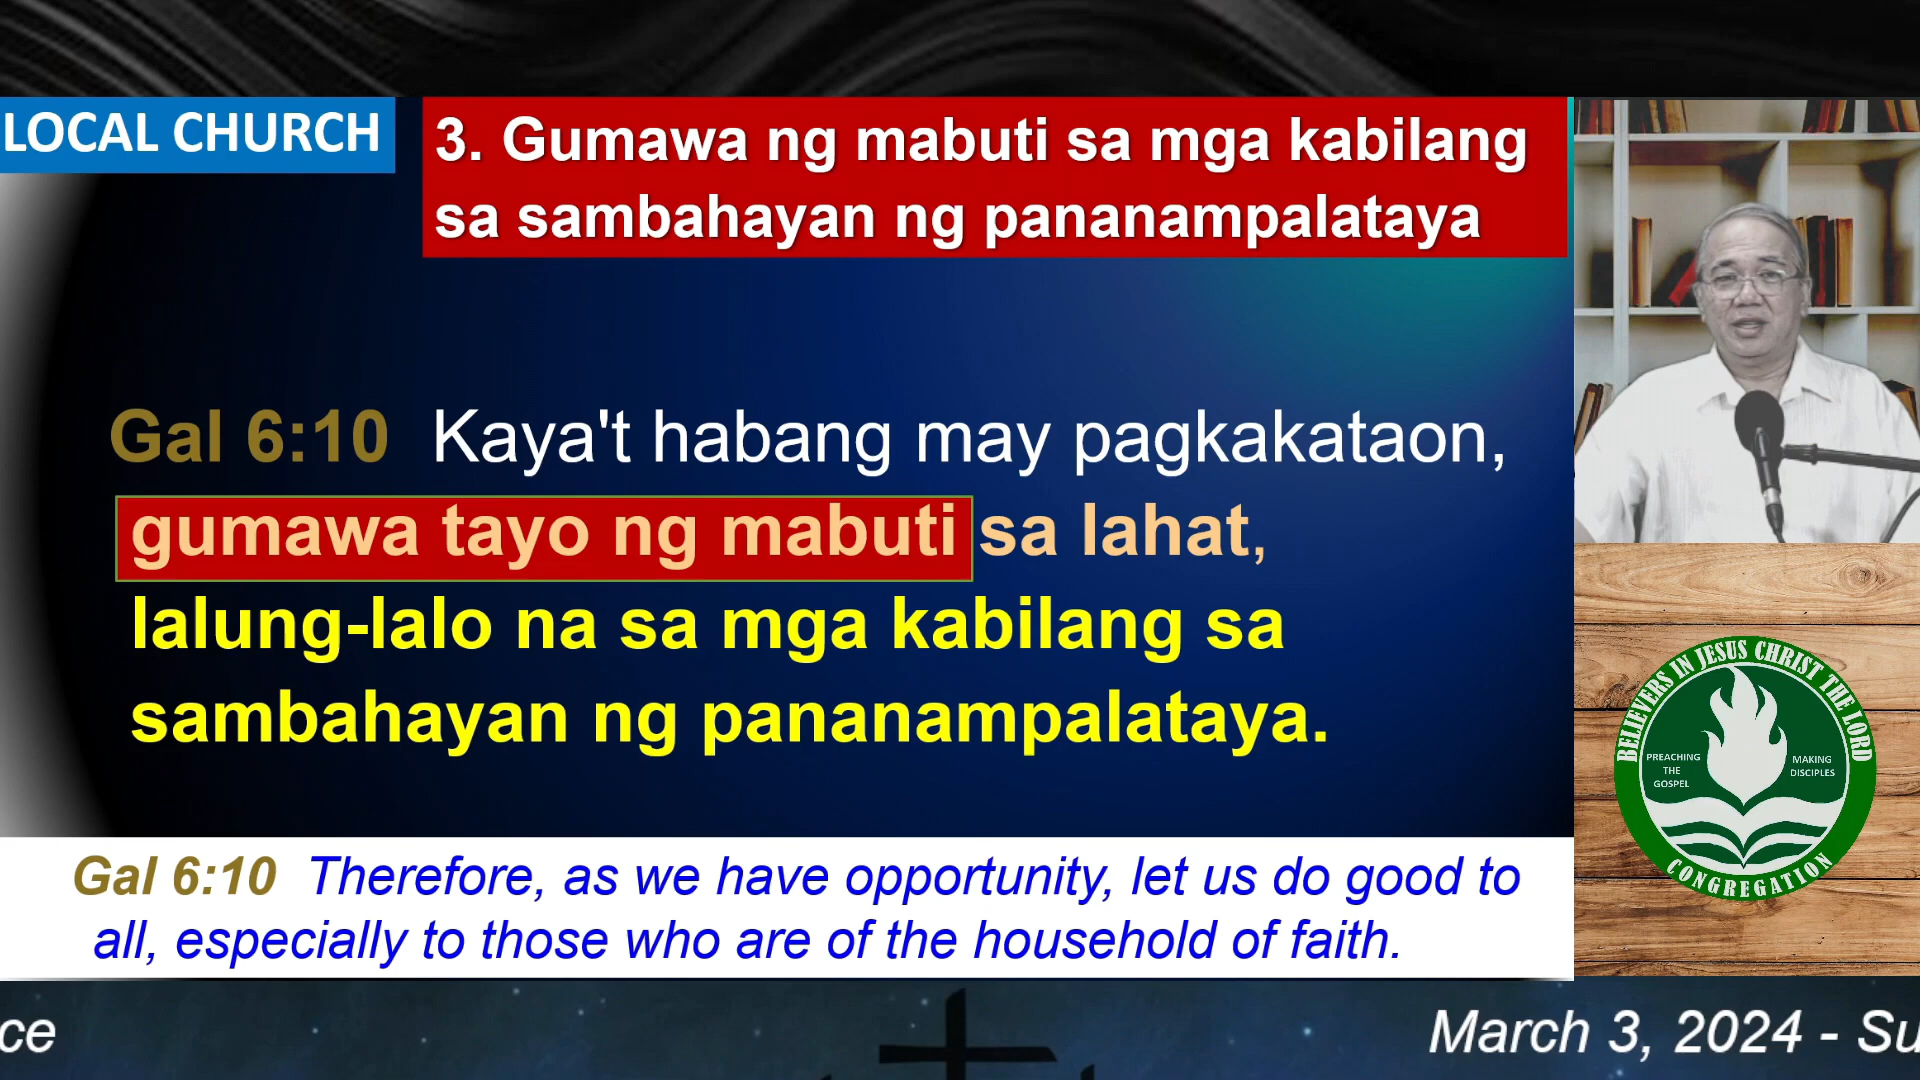 LOCAL CHURCH
3. Gumawa ng mabuti sa mga kabilang
sa sambahayan ng pananampalataya
Gal 6:10 Kaya't habang may pagkakataon,
gumawa tayo ng mabuti sa lahat,
lalung-lalo na sa mga kabilang sa
sambahayan ng pananampalataya.
Gal 6:10 Therefore, as we have opportunity, let us do good to
all, especially to those who are of the household of faith.
BELIEVERS IN JESUS CHRIST THE LORD
PREACHING
THE
GOSPEL
MAKING
DISCIPLES
CONGREGATION
ce
March 3, 2024 - Su